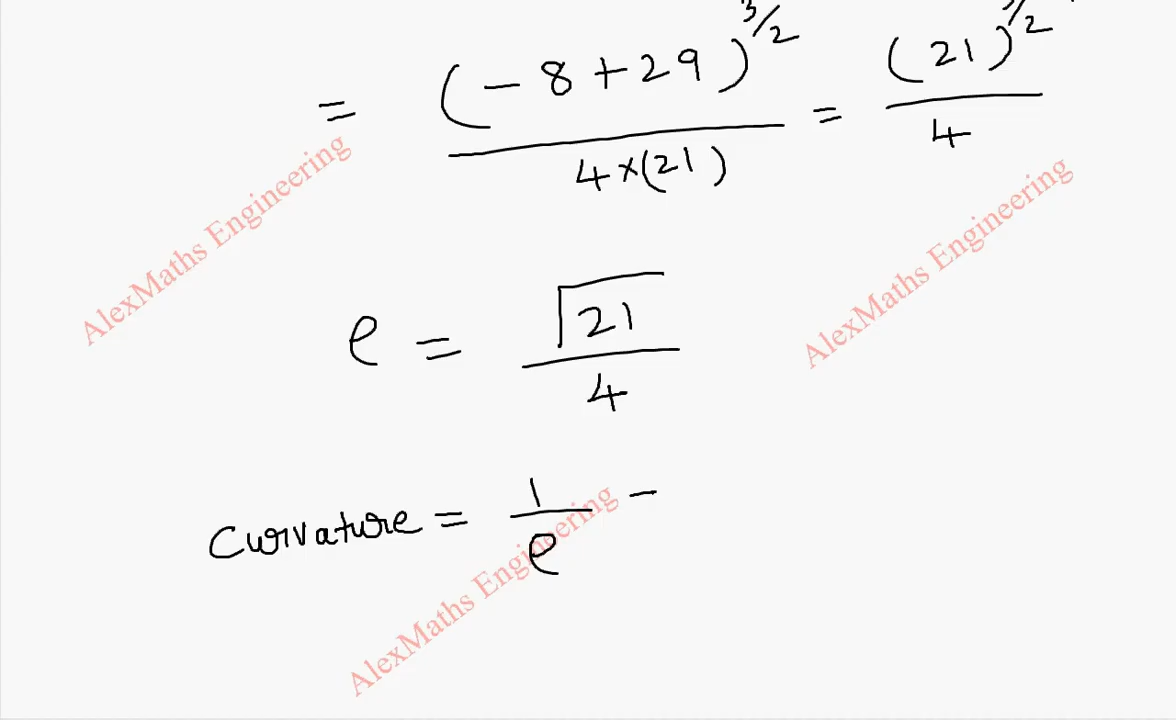 = (-8+29)^3/2 / 4×(21) = (21)^3/2 / 4
AlexMaths Engineering
AlexMaths Engineering
ρ = √21 / 4
Curvature = 1/ρ =
AlexMaths Engineering